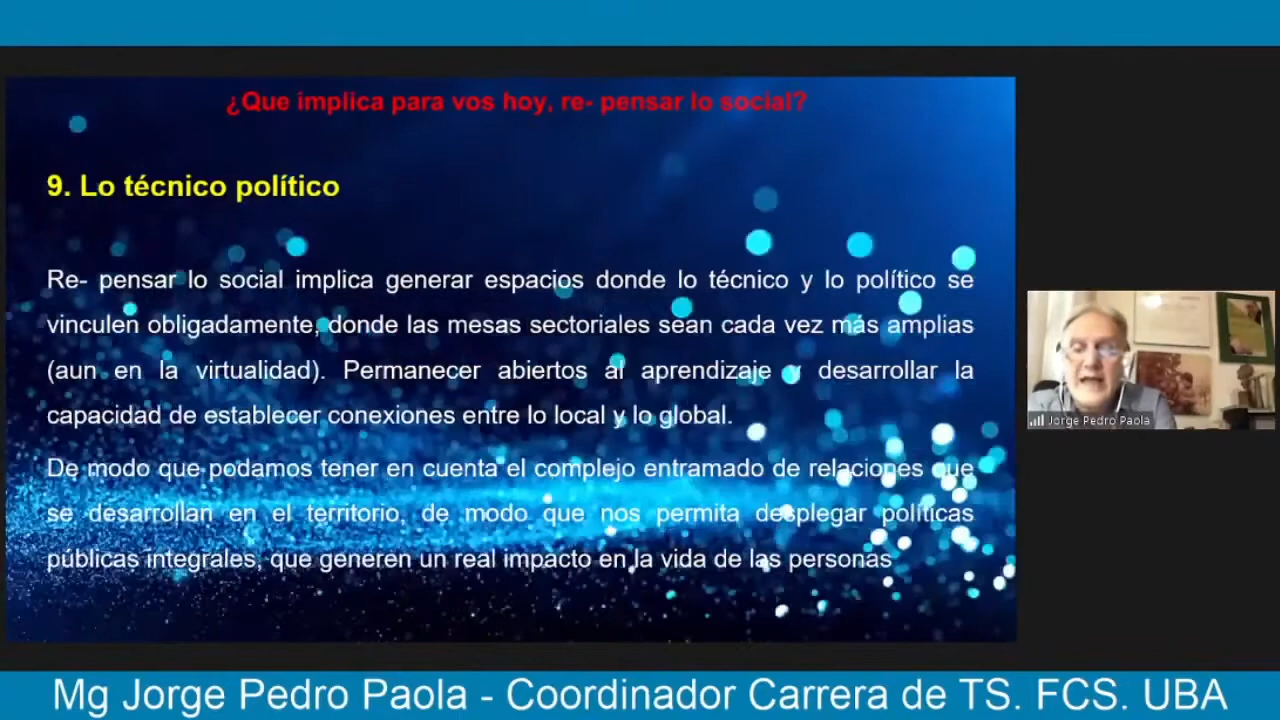 ¿Que implica para vos hoy, re- pensar lo social?
9. Lo técnico político
Re- pensar lo social implica generar espacios donde lo técnico y lo político se
vinculen obligadamente, donde las mesas sectoriales sean cada vez más amplias
(aun en la virtualidad). Permanecer abiertos al aprendizaje y desarrollar la
capacidad de establecer conexiones entre lo local y lo global.
De modo que podamos tener en cuenta el complejo entramado de relaciones que
se desarrollan en el territorio, de modo que nos permita desplegar políticas
públicas integrales, que generen un real impacto en la vida de las personas
Jorge Pedro Paola
Mg Jorge Pedro Paola - Coordinador Carrera de TS. FCS. UBA